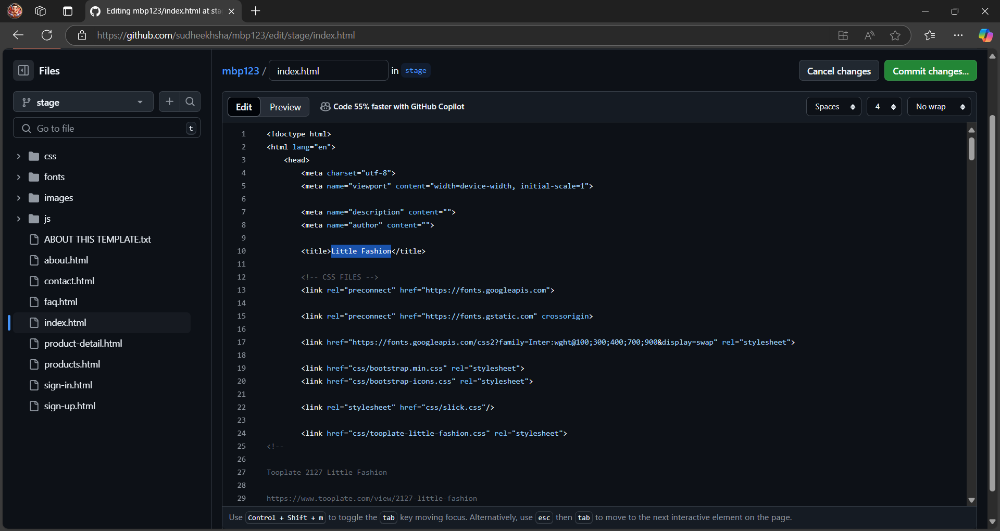 Editing mbp123/index.html at sta
https://github.com/sudheekhsha/mbp123/edit/stage/index.html
Files
stage
Go to file
t
css
fonts
images
js
ABOUT THIS TEMPLATE.txt
about.html
contact.html
faq.html
index.html
product-detail.html
products.html
sign-in.html
sign-up.html
mbp123 / index.html in stage
Cancel changes
Commit changes...
Edit Preview Code 55% faster with GitHub Copilot
Spaces 4 No wrap
1 <!doctype html>
2 <html lang="en">
3 <head>
4 <meta charset="utf-8">
5 <meta name="viewport" content="width=device-width, initial-scale=1">
6
7 <meta name="description" content="">
8 <meta name="author" content="">
9
10 <title>Little Fashion</title>
11
12 <!-- CSS FILES -->
13 <link rel="preconnect" href="https://fonts.googleapis.com">
14
15 <link rel="preconnect" href="https://fonts.gstatic.com" crossorigin>
16
17 <link href="https://fonts.googleapis.com/css2?family=Inter:wght@100;300;400;700;900&display=swap" rel="stylesheet">
18
19 <link href="css/bootstrap.min.css" rel="stylesheet">
20 <link href="css/bootstrap-icons.css" rel="stylesheet">
21
22 <link rel="stylesheet" href="css/slick.css"/>
23
24 <link href="css/tooplate-little-fashion.css" rel="stylesheet">
25 <!--
26
27 Tooplate 2127 Little Fashion
28
29 https://www.tooplate.com/view/2127-little-fashion
Use Control + Shift + m to toggle the tab key moving focus. Alternatively, use esc then tab to move to the next interactive element on the page.